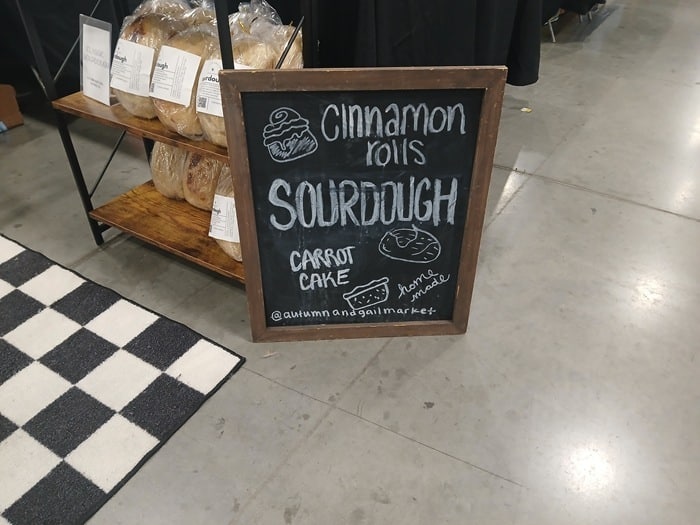 cinnamon
rolls
SOURDOUGH
CARROT
CAKE
home
made
@autumnandgailmarket